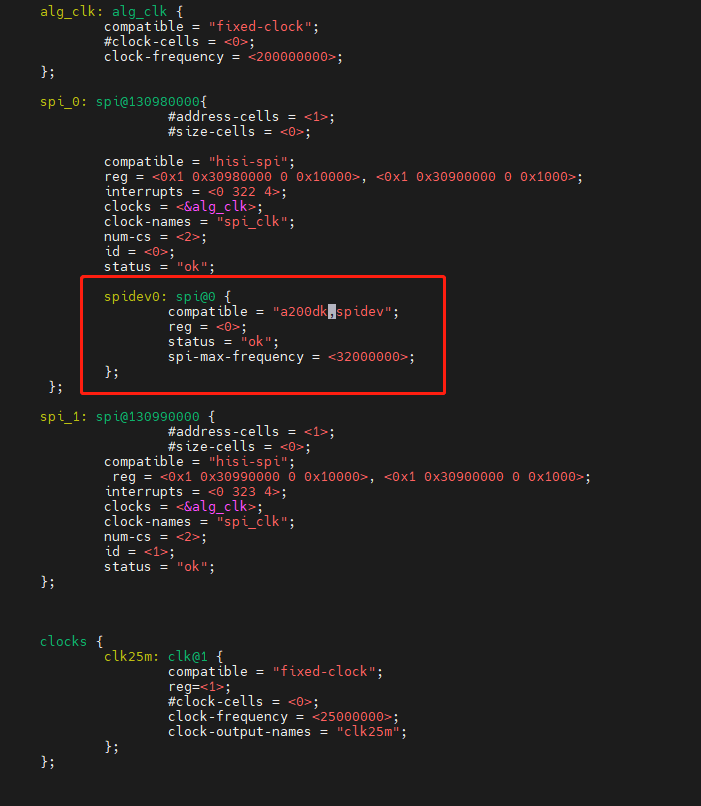 alg_clk: alg_clk {
compatible = "fixed-clock";
#clock-cells = <0>;
clock-frequency = <200000000>;
};
spi_0: spi@130980000{
#address-cells = <1>;
#size-cells = <0>;
compatible = "hisi-spi";
reg = <0x1 0x30980000 0 0x10000>, <0x1 0x30900000 0 0x1000>;
interrupts = <0 322 4>;
clocks = <&alg_clk>;
clock-names = "spi_clk";
num-cs = <2>;
id = <0>;
status = "ok";
spidev0: spi@0 {
compatible = "a200dk,spidev";
reg = <0>;
status = "ok";
spi-max-frequency = <32000000>;
};
};
spi_1: spi@130990000 {
#address-cells = <1>;
#size-cells = <0>;
compatible = "hisi-spi";
reg = <0x1 0x30990000 0 0x10000>, <0x1 0x30900000 0 0x1000>;
interrupts = <0 323 4>;
clocks = <&alg_clk>;
clock-names = "spi_clk";
num-cs = <2>;
id = <1>;
status = "ok";
};
clocks {
clk25m: clk@1 {
compatible = "fixed-clock";
reg=<1>;
#clock-cells = <0>;
clock-frequency = <25000000>;
clock-output-names = "clk25m";
};
};